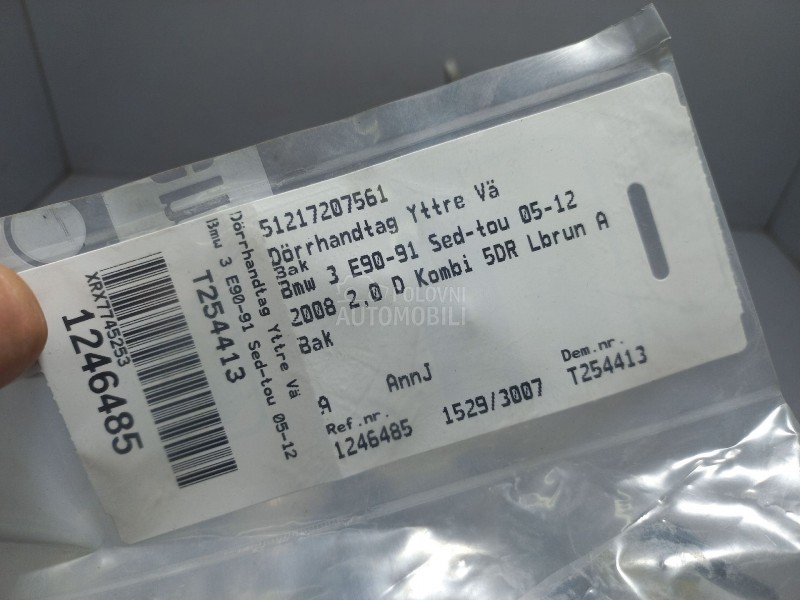 51217207561
Dörrhandtag Yttre Vä
Bak
Bmw 3 E90-91 Sed-tou 05-12
2008 2,0 D Kombi 5DR Lbrun A
Bak
A
AnnJ
Ref.nr.
1246485
1529/3007
Dem.nr.
T254413
Dörrhandtag Yttre Vä
Bmw 3 E90-91 Sed-tou 05-12
T254413
XRX7745253
1246485
POLOVNI
AUTOMOBILI